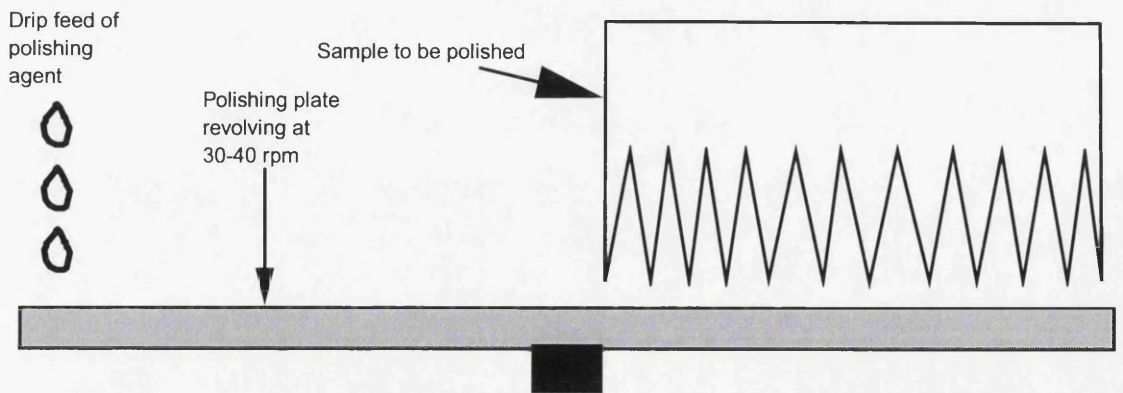 Drip feed of
polishing
agent
Sample to be polished
Polishing plate
revolving at
30-40 rpm